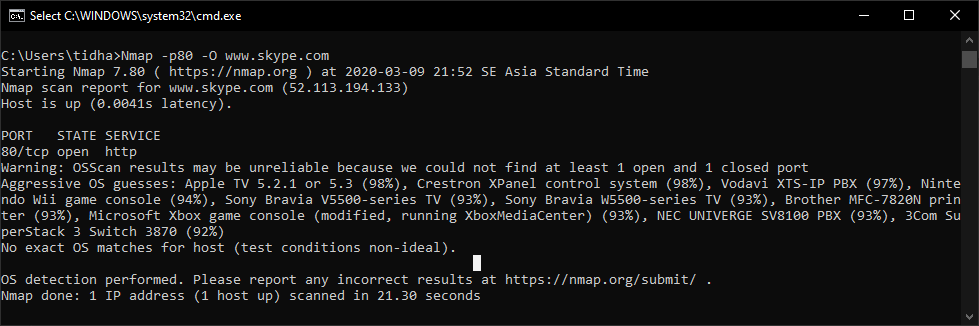 Select C:\WINDOWS\system32\cmd.exe
C:\Users\tidha>Nmap -p80 -O www.skype.com
Starting Nmap 7.80 ( https://nmap.org ) at 2020-03-09 21:52 SE Asia Standard Time
Nmap scan report for www.skype.com (52.113.194.133)
Host is up (0.0041s latency).
PORT   STATE SERVICE
80/tcp open  http
Warning: OSScan results may be unreliable because we could not find at least 1 open and 1 closed port
Aggressive OS guesses: Apple TV 5.2.1 or 5.3 (98%), Crestron XPanel control system (98%), Vodavi XTS-IP PBX (97%), Ninte
ndo Wii game console (94%), Sony Bravia V5500-series TV (93%), Sony Bravia W5500-series TV (93%), Brother MFC-7820N prin
ter (93%), Microsoft Xbox game console (modified, running XboxMediaCenter) (93%), NEC UNIVERGE SV8100 PBX (93%), 3Com Su
perStack 3 Switch 3870 (92%)
No exact OS matches for host (test conditions non-ideal).
OS detection performed. Please report any incorrect results at https://nmap.org/submit/ .
Nmap done: 1 IP address (1 host up) scanned in 21.30 seconds